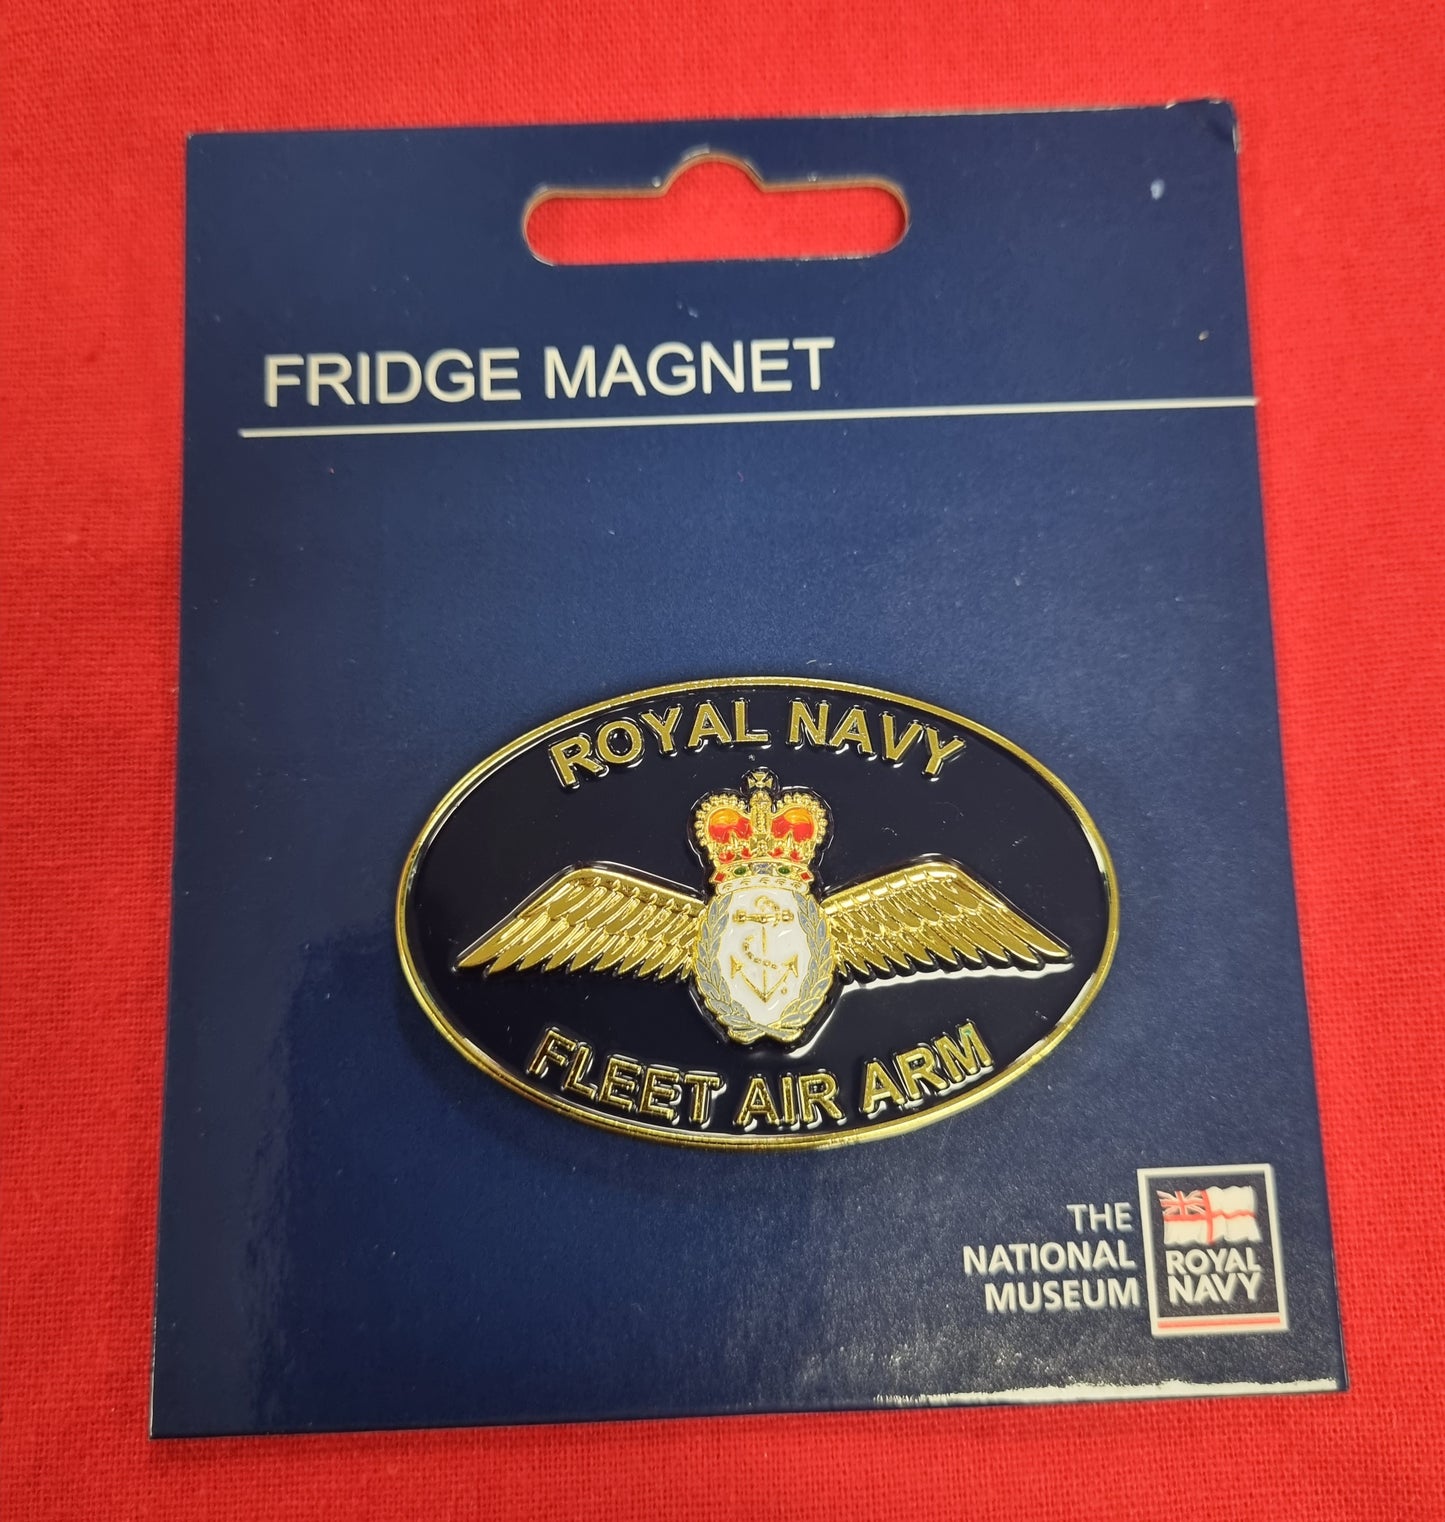 FRIDGE MAGNET
ROYAL NAVY
FLEET AIR ARM
THE
NATIONAL
MUSEUM
ROYAL
NAVY